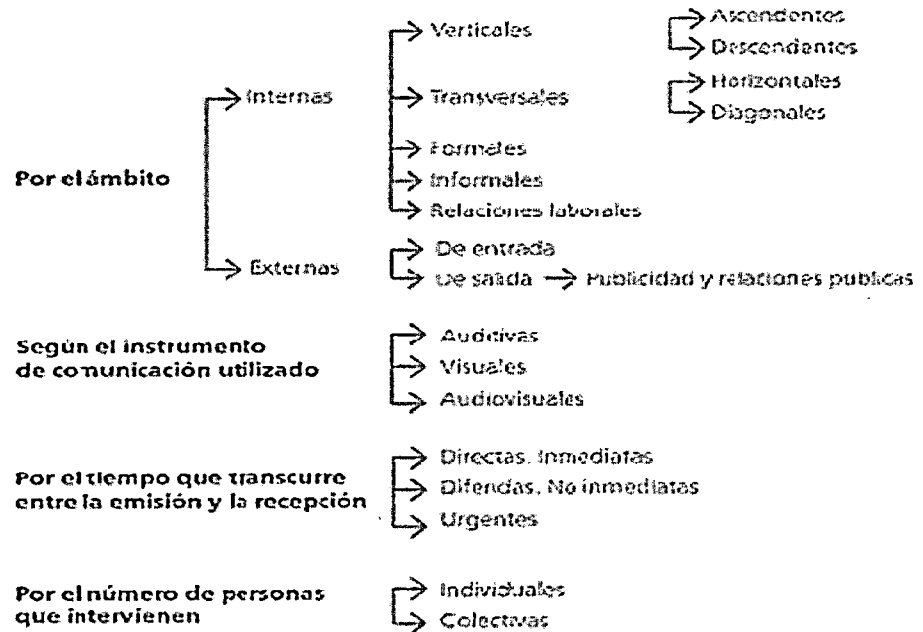 Ascendentes
Verticales
Descendentes
Horizontales
Internas
Transversales
Diagonales
Formales
Por el ámbito
Informales
Relaciones laborales
De entrada
Externas
De salida
Publicidad y relaciones públicas
Según el instrumento
de comunicación utilizado
Auditivas
Visuales
Audiovisuales
Por el tiempo que transcurre
entre la emisión y la recepción
Directas. Inmediatas
Diferidas. No inmediatas
Urgentes
Por el número de personas
que intervienen
Individuales
Colectivas